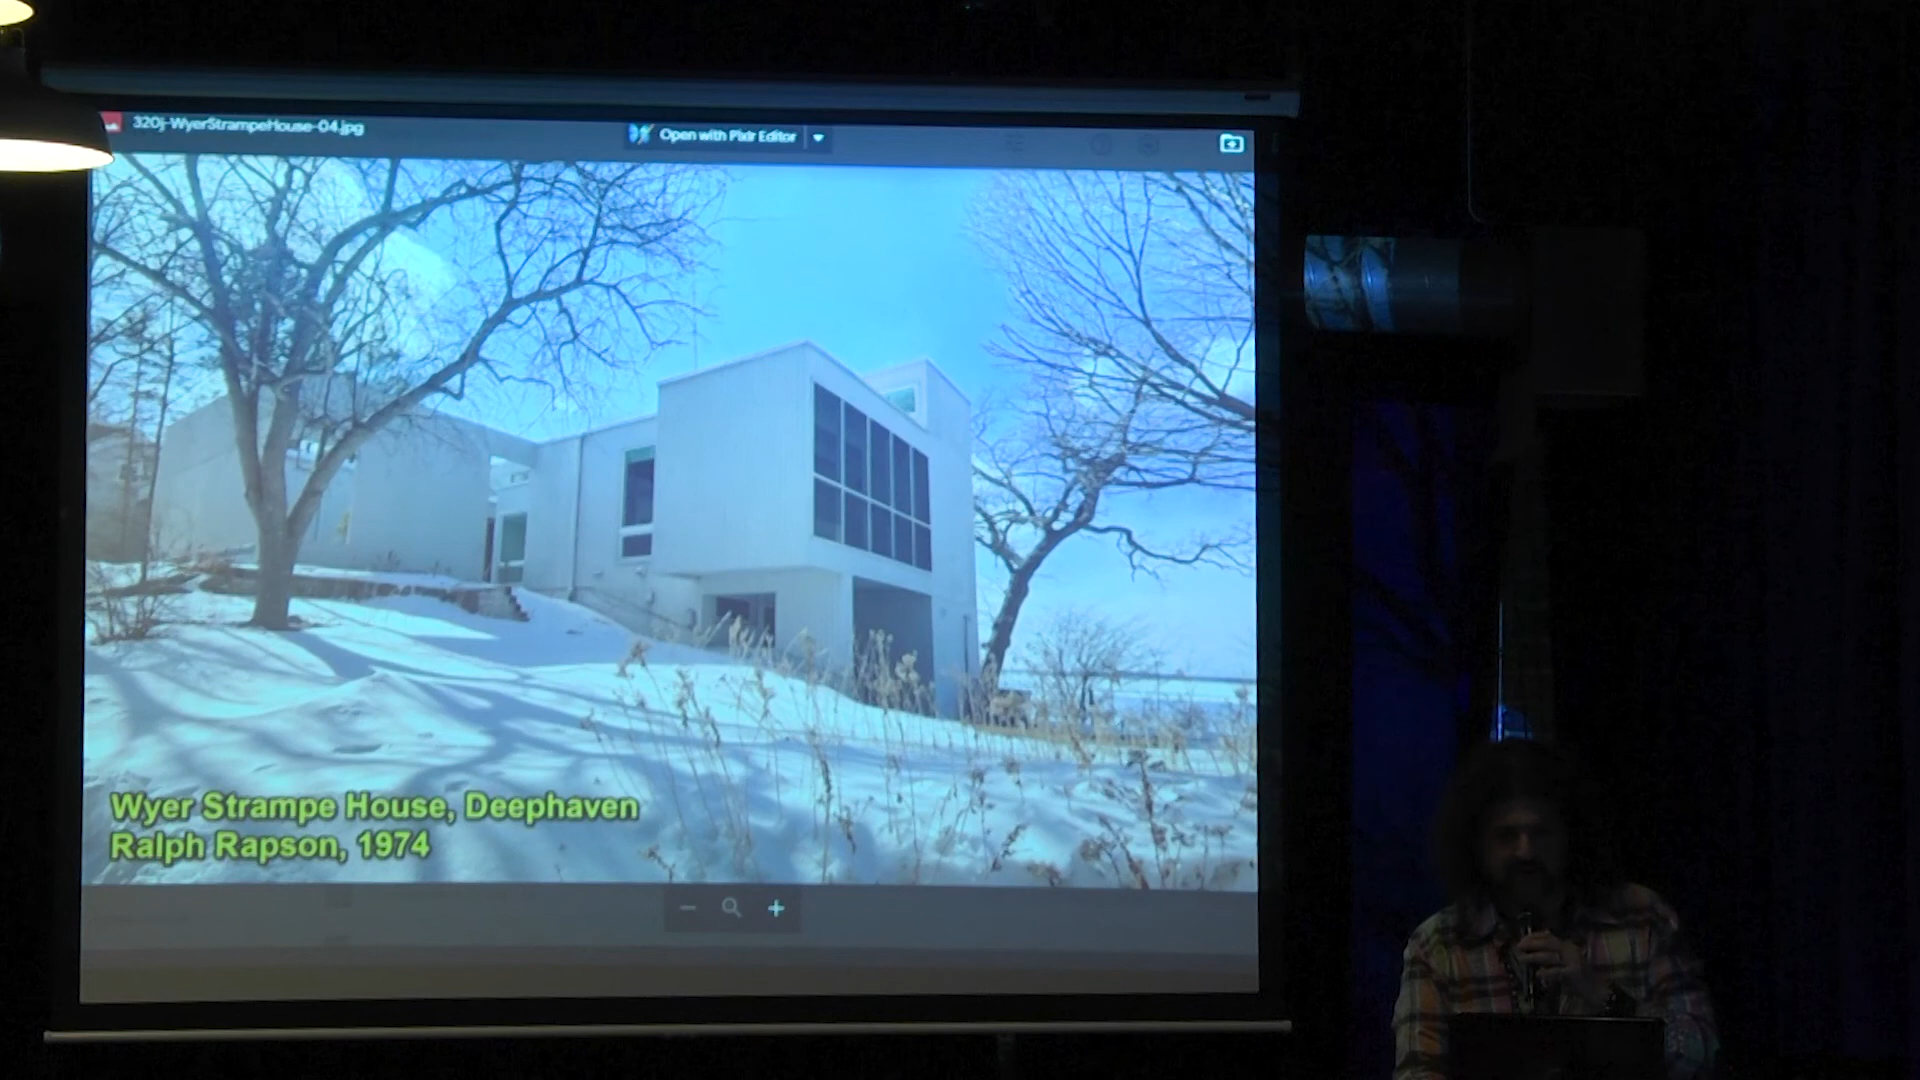 320j-WyerStrampeHouse-04.jpg
Open with Pixlr Editor
Wyer Strampe House, Deephaven
Ralph Rapson, 1974